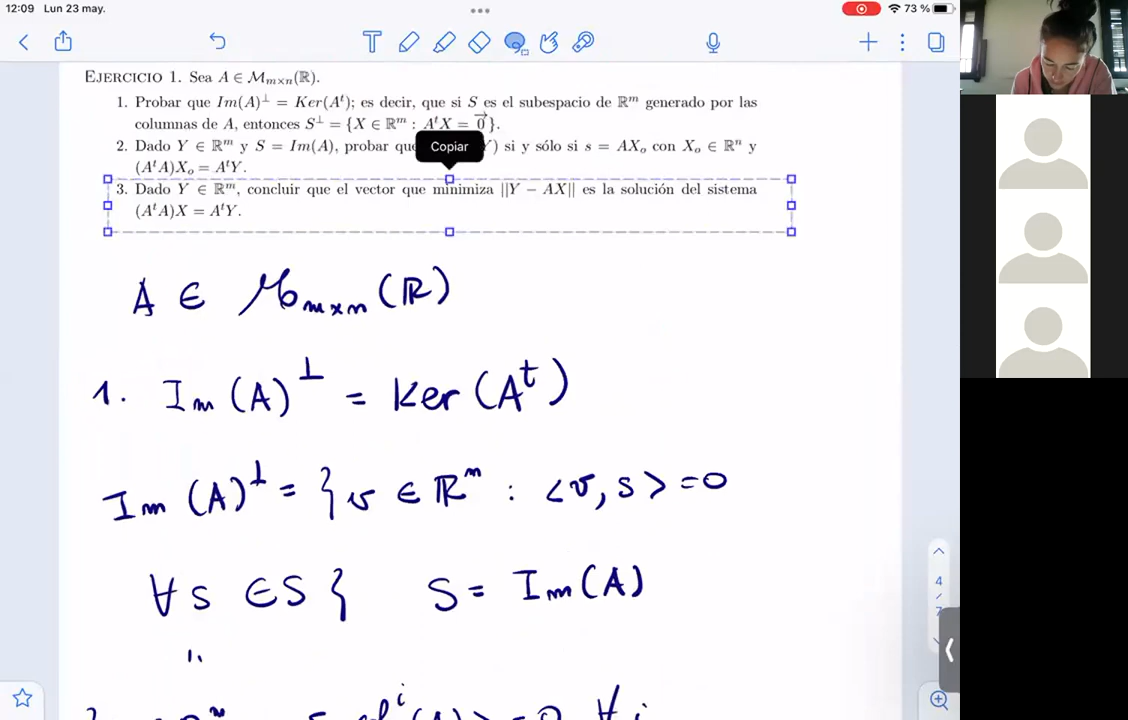 12:09 Lun 23 may.
73 %
EJERCICIO 1. Sea A ∈ M_{m×n}(ℝ).
1. Probar que Im(A)^⊥ = Ker(A^t); es decir, que si S es el subespacio de ℝ^m generado por las
columnas de A, entonces S^⊥ = {X ∈ ℝ^m : A^tX = \vec{0}}.
2. Dado Y ∈ ℝ^m y S = Im(A), probar que Y) si y sólo si s = AX_o con X_o ∈ ℝ^n y
Copiar
(A^tA)X_o = A^tY.
3. Dado Y ∈ ℝ^m, concluir que el vector que minimiza ||Y − AX|| es la solución del sistema
(A^tA)X = A^tY.
A ∈ M_{m×n}(ℝ)
1. Im(A)^⊥ = Ker(A^t)
Im(A)^⊥ = {v ∈ ℝ^m : <v, s> = 0
∀ s ∈ S} S = Im(A)
4
/
7